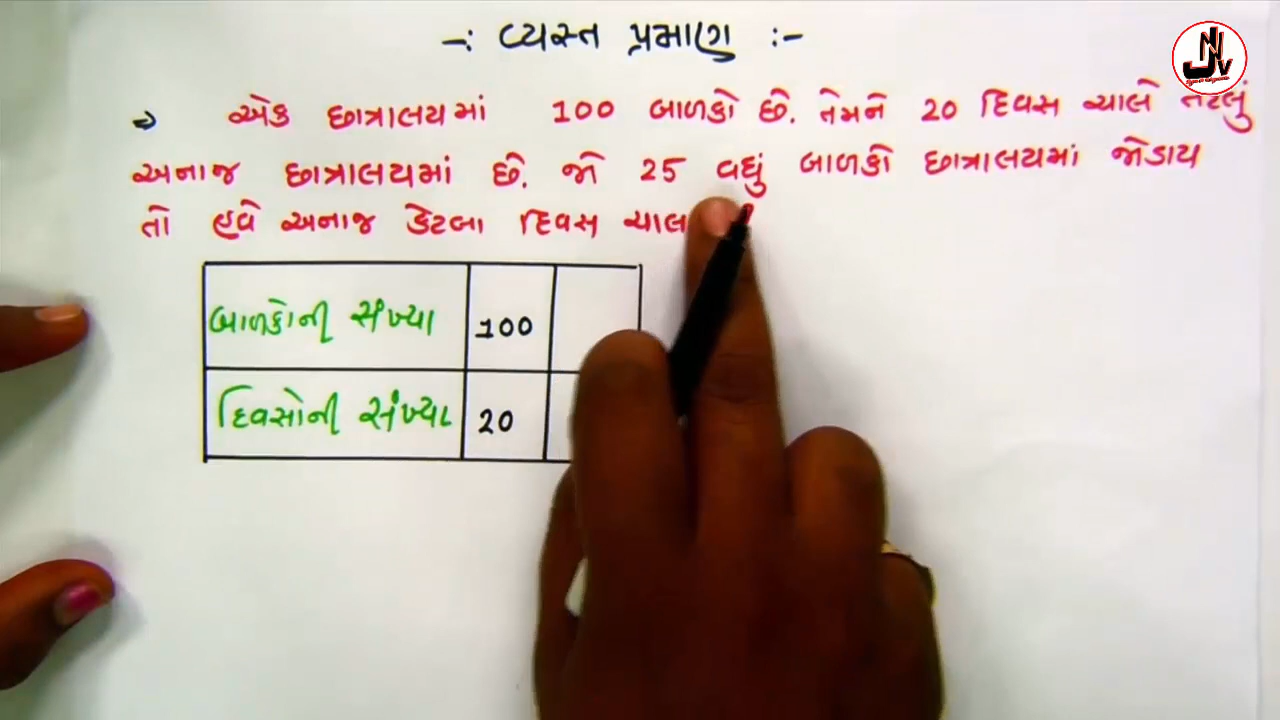 -: વ્યસ્ત પ્રમાણ :-
→ એક છાત્રાલયમાં 100 બાળકો છે. તેમને 20 દિવસ ચાલે તેટલું
અનાજ છાત્રાલયમાં છે. જો 25 વધું બાળકો છાત્રાલયમાં જોડાય
તો હવે અનાજ કેટલા દિવસ ચાલ
બાળકોની સંખ્યા 100
દિવસોની સંખ્યા 20
JNV